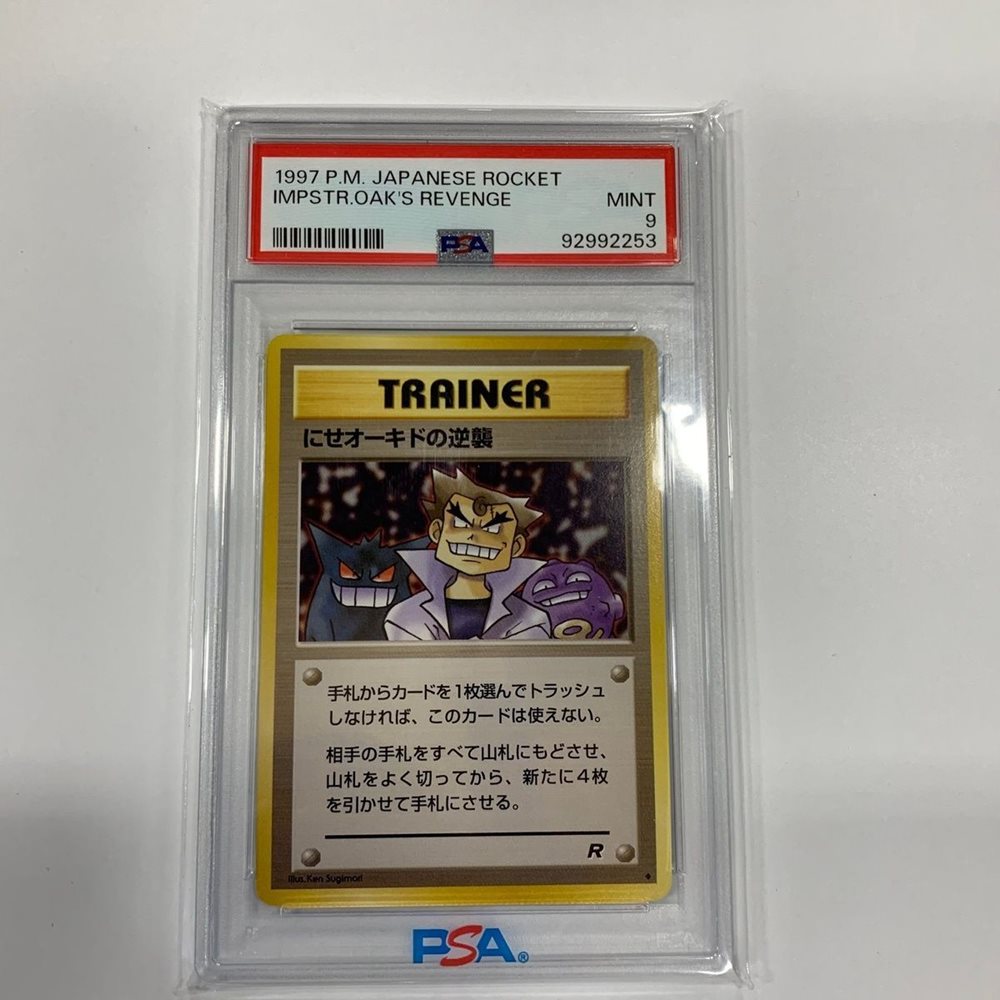 1997 P.M. JAPANESE ROCKET
IMPSTR.OAK'S REVENGE MINT
9
PSA 92992253
TRAINER
にせオーキドの逆襲
手札からカードを1枚選んでトラッシュ
しなければ、このカードは使えない。
相手の手札をすべて山札にもどさせ、
山札をよく切ってから、新たに4枚
を引かせて手札にさせる。
R
Illus. Ken Sugimori
PSA®